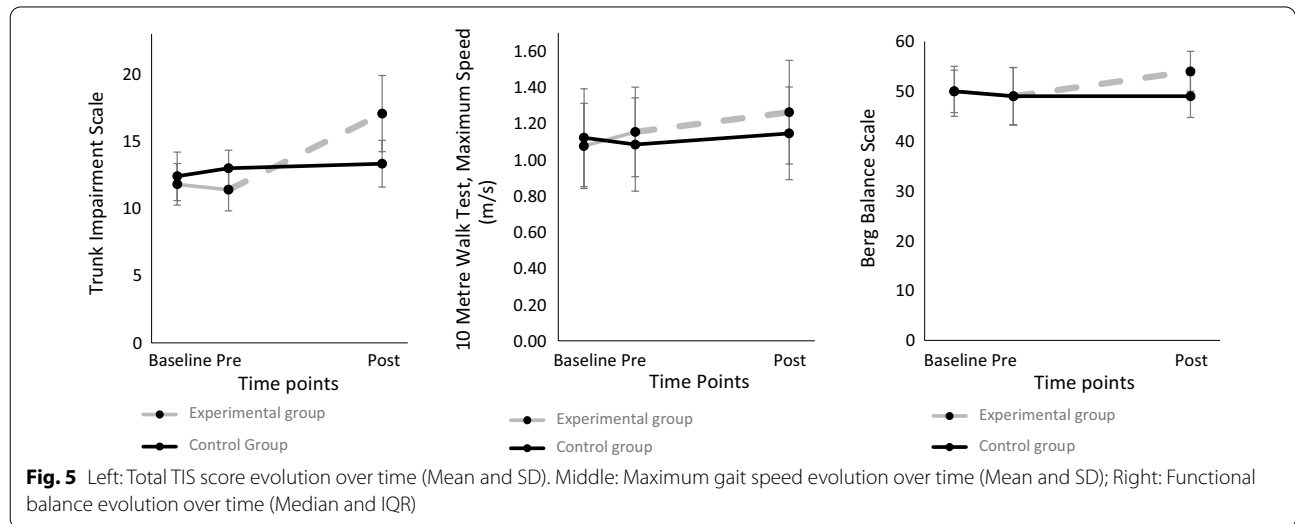 Trunk Impairment Scale
20
15
10
5
0
Baseline Pre Post
Time points
Experimental group
Control Group
10 Metre Walk Test, Maximum Speed
(m/s)
1.60
1.40
1.20
1.00
0.80
0.60
0.40
0.20
0.00
Baseline Pre Post
Time Points
Experimental group
Control group
Berg Balance Scale
60
50
40
30
20
10
0
Baseline Pre Post
Time points
Experimental group
Control group
Fig. 5 Left: Total TIS score evolution over time (Mean and SD). Middle: Maximum gait speed evolution over time (Mean and SD); Right: Functional
balance evolution over time (Median and IQR)